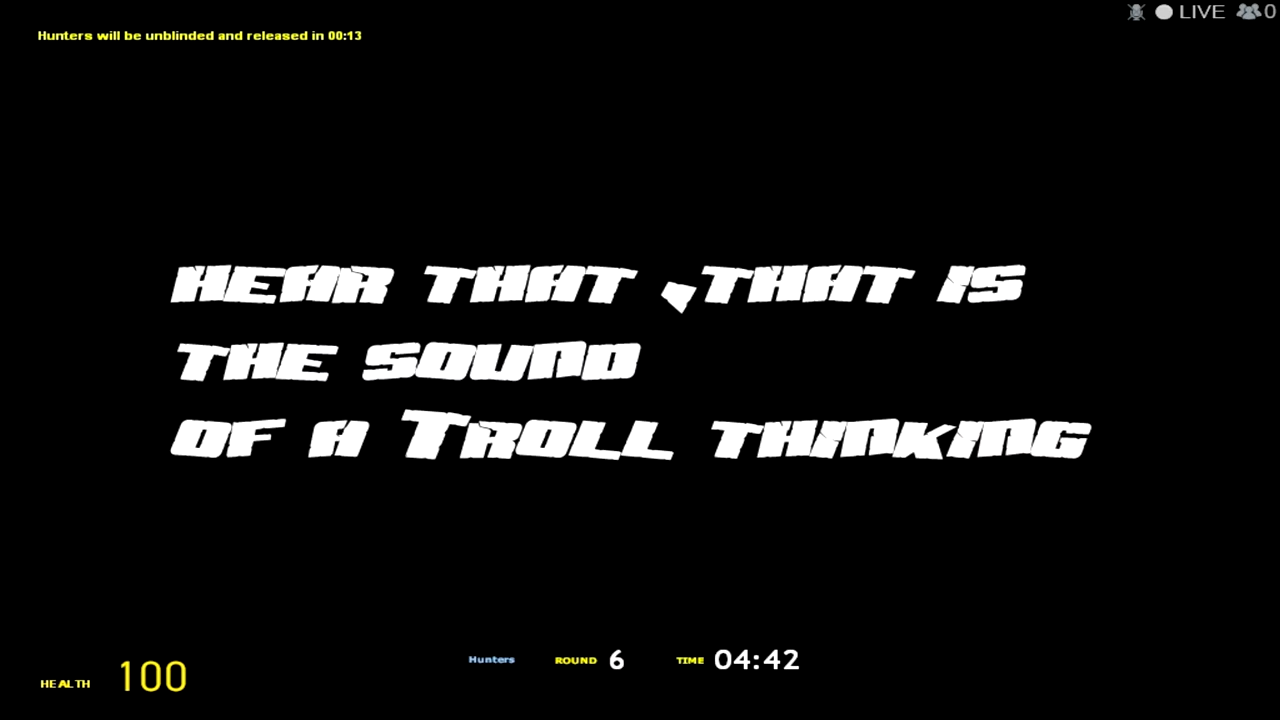 LIVE 0
Hunters will be unblinded and released in 00:13
HEAR THAT ,THAT IS
THE SOUND
OF A TROLL THINKING
Hunters ROUND 6 TIME 04:42
HEALTH 100